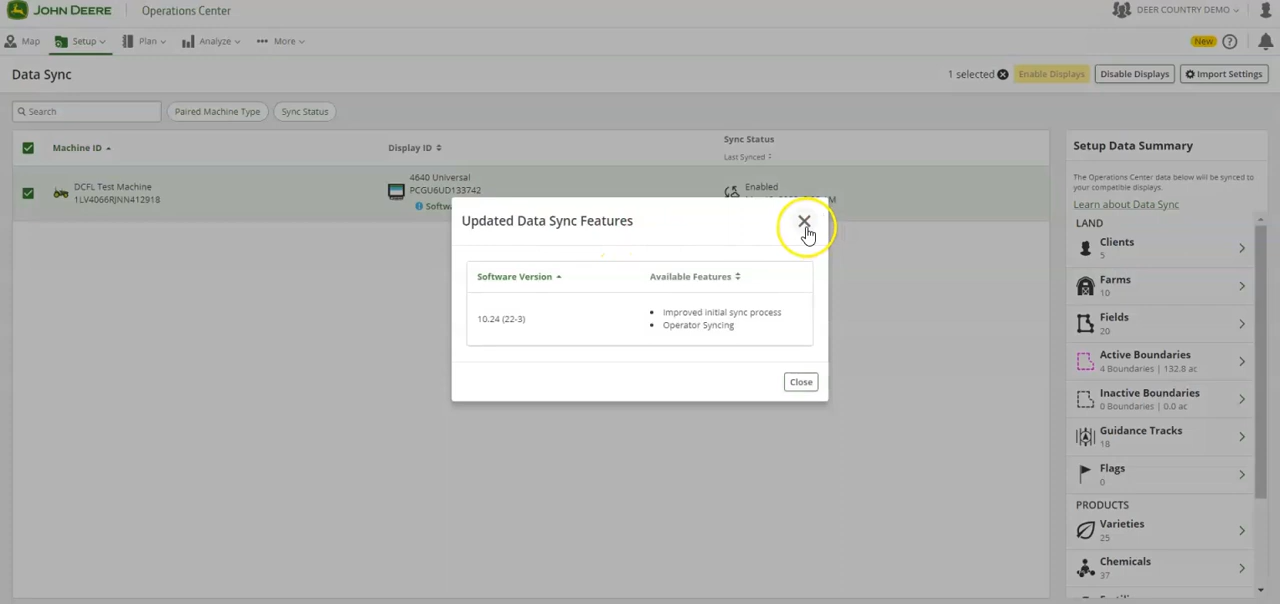 JOHN DEERE
Operations Center
DEER COUNTRY DEMO
Map
Setup
Plan
Analyze
More
New
Data Sync
1 selected
Enable Displays
Disable Displays
Import Settings
Search
Paired Machine Type
Sync Status
Machine ID
Display ID
Sync Status
Last Synced
DCFL Test Machine
1LV4066RJNN412918
4640 Universal
PCGU6UD133742
Enabled
Updated Data Sync Features
Software Version
Available Features
10.24 (22-3)
• Improved initial sync process
• Operator Syncing
Close
Setup Data Summary
The Operations Center data below will be synced to
your compatible displays.
Learn about Data Sync
LAND
Clients
5
Farms
10
Fields
20
Active Boundaries
4 Boundaries | 132.8 ac
Inactive Boundaries
0 Boundaries | 0.0 ac
Guidance Tracks
18
Flags
0
PRODUCTS
Varieties
25
Chemicals
37